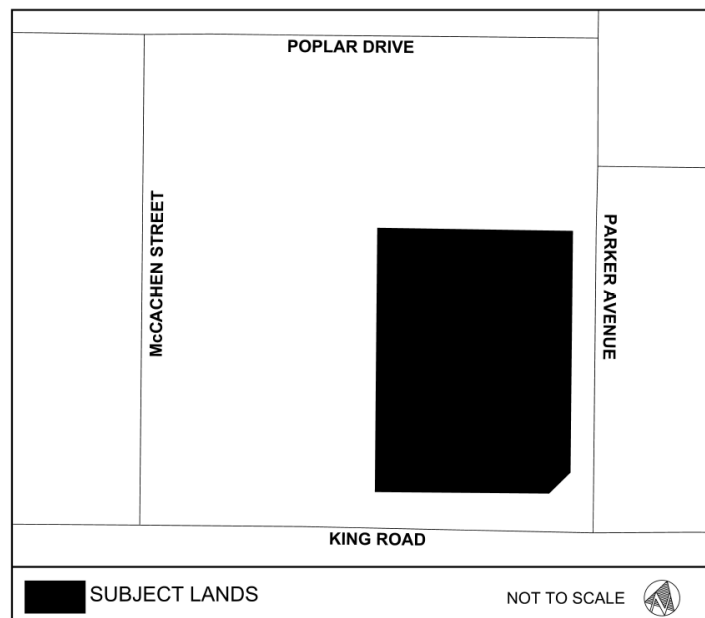 POPLAR DRIVE
McCACHEN STREET
PARKER AVENUE
KING ROAD
SUBJECT LANDS
NOT TO SCALE